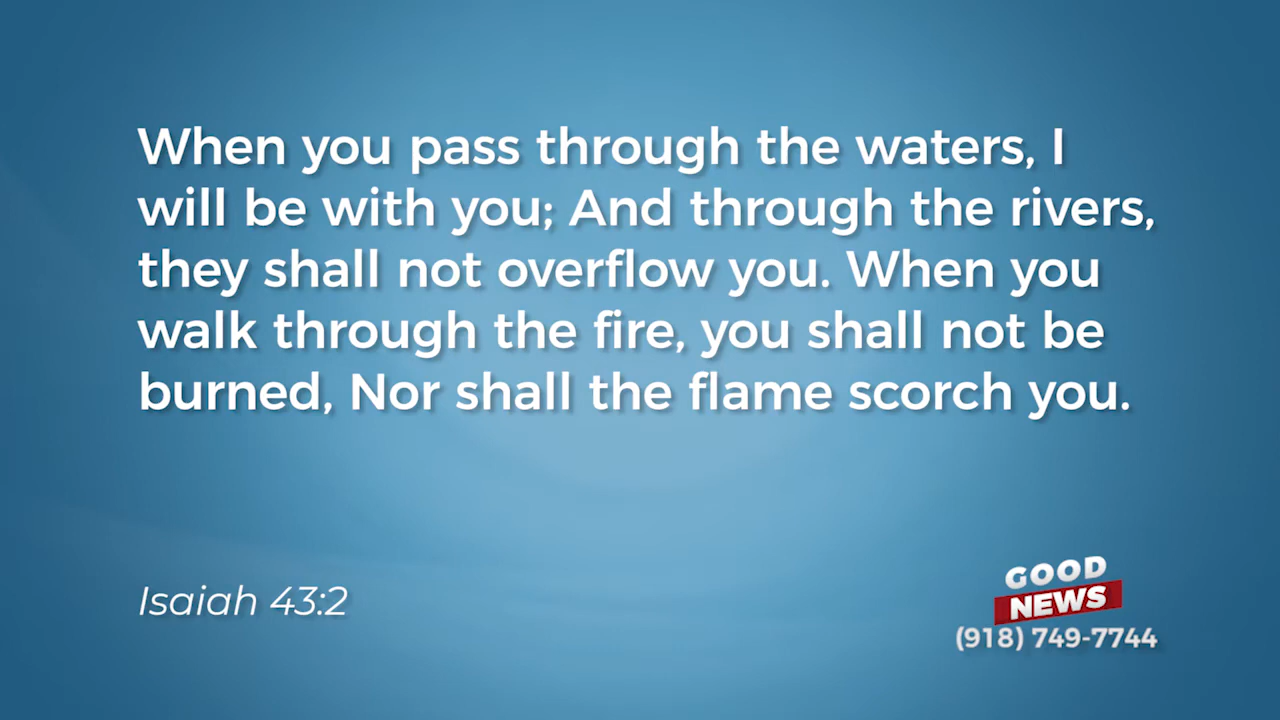 When you pass through the waters, I
will be with you; And through the rivers,
they shall not overflow you. When you
walk through the fire, you shall not be
burned, Nor shall the flame scorch you.
Isaiah 43:2
GOOD
NEWS
(918) 749-7744